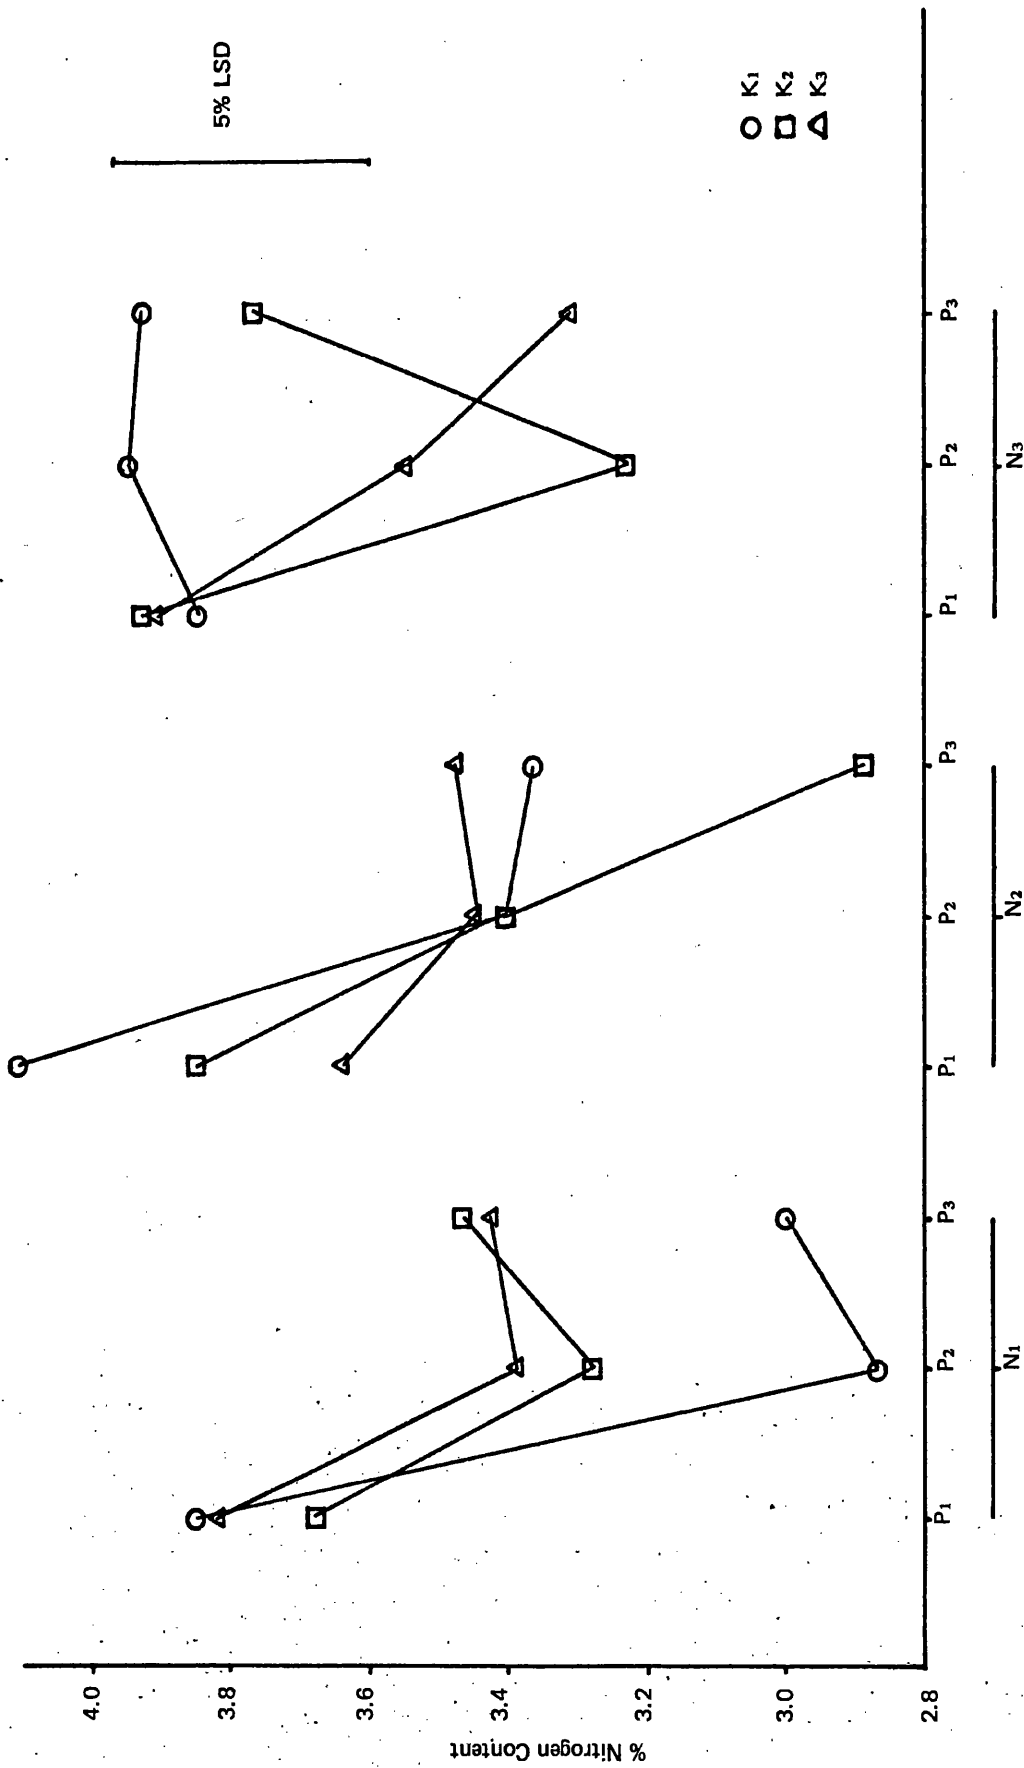 % Nitrogen Content
4.0
3.8
3.6
3.4
3.2
3.0
2.8
5% LSD
K₁
K₂
K₃
P₁ P₂ P₃ P₁ P₂ P₃ P₁ P₂ P₃
N₁ N₂ N₃